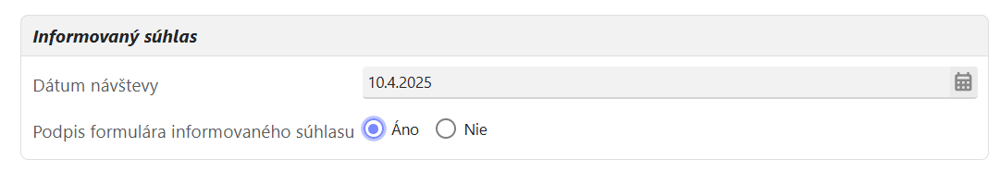 Informovaný súhlas
Dátum návštevy 10.4.2025
Podpis formulára informovaného súhlasu Áno Nie